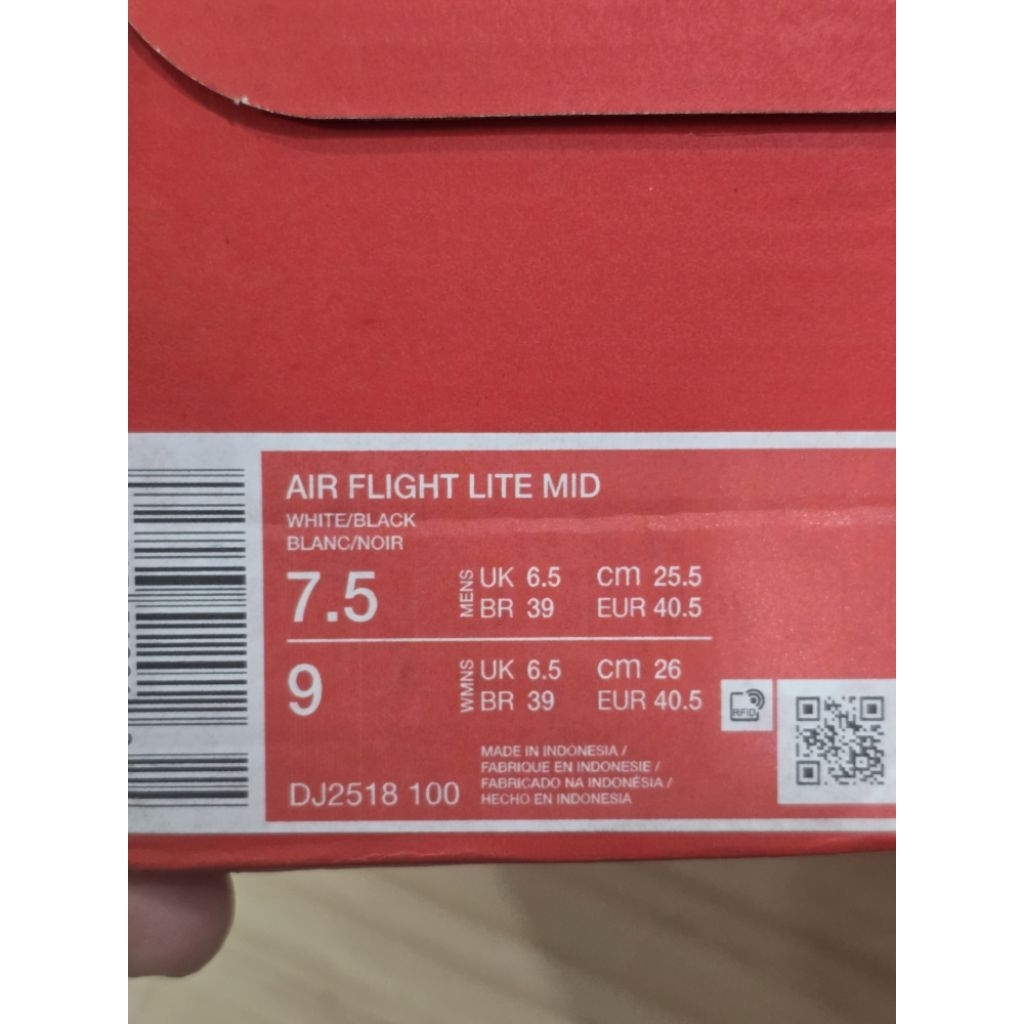 AIR FLIGHT LITE MID
WHITE/BLACK
BLANC/NOIR
7.5
MENS
UK 6.5 cm 25.5
BR 39 EUR 40.5
9
WMNS
UK 6.5 cm 26
BR 39 EUR 40.5
RFID
MADE IN INDONESIA /
FABRIQUE EN INDONESIE /
FABRICADO NA INDONÉSIA /
HECHO EN INDONESIA
DJ2518 100